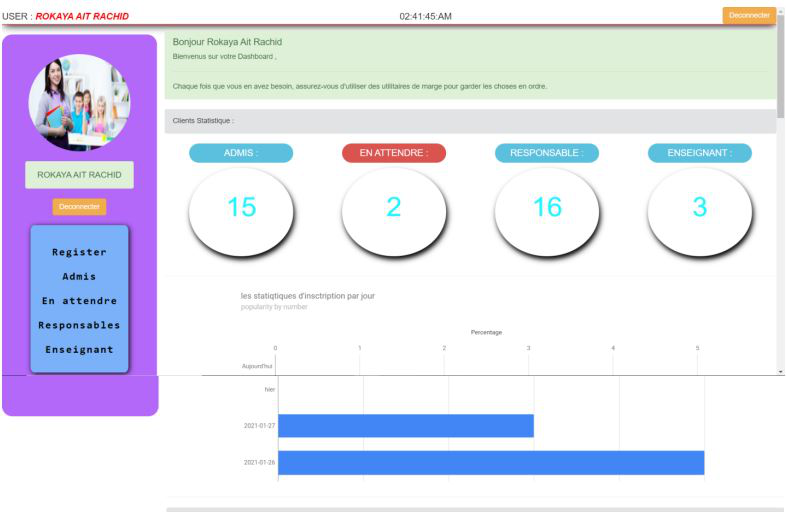 USER : ROKAYA AIT RACHID
02:41:45:AM
Deconnecter
ROKAYA AIT RACHID
Deconnecter
Register
Admis
En attendre
Responsables
Enseignant
Bonjour Rokaya Ait Rachid
Bienvenus sur votre Dashboard ,
Chaque fois que vous en avez besoin, assurez-vous d'utiliser des utilitaires de marge pour garder les choses en ordre.
Clients Statistique :
ADMIS :
EN ATTENDRE :
RESPONSABLE :
ENSEIGNANT :
15
2
16
3
les statiqtiques d'insctription par jour
popularity by number
Percentage
0 1 2 3 4 5
Aujourd'hui
hier
2021-01-27
2021-01-26